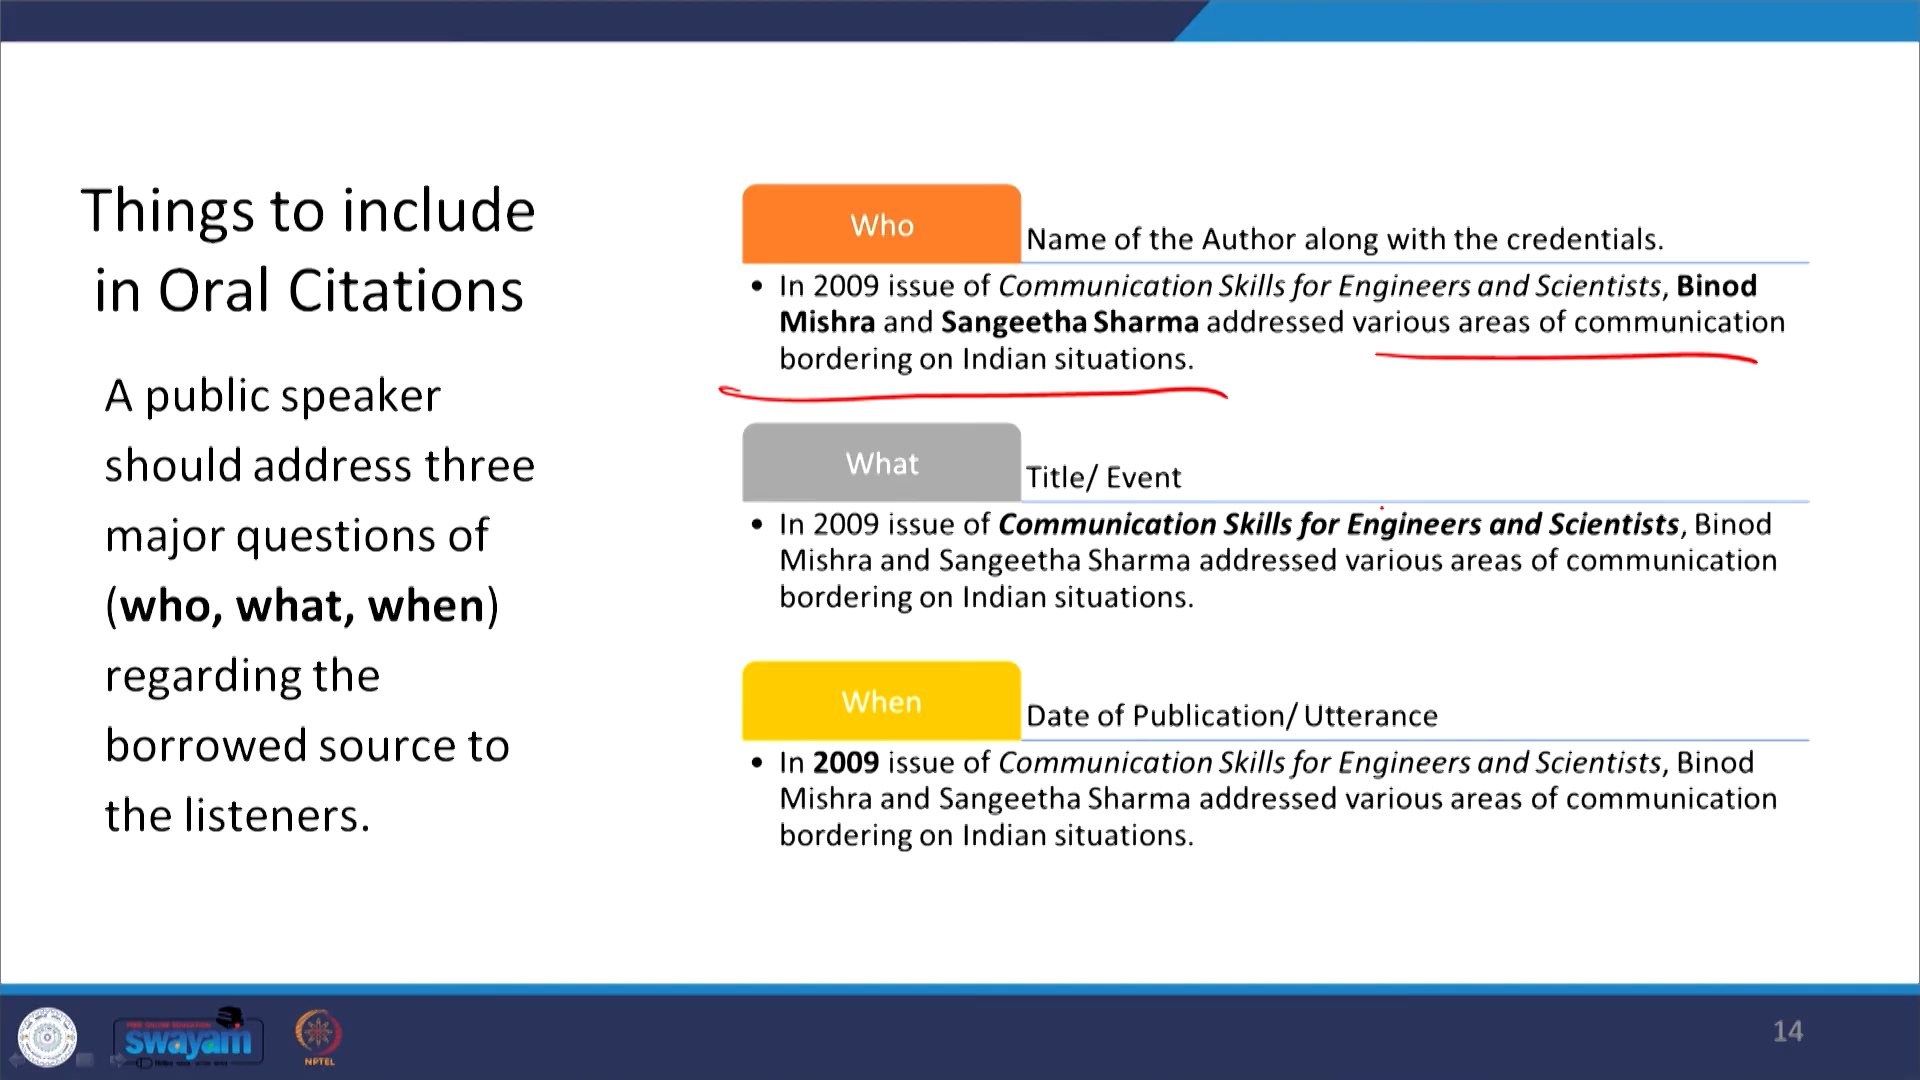 Things to include
in Oral Citations
A public speaker
should address three
major questions of
(who, what, when)
regarding the
borrowed source to
the listeners.
Who
Name of the Author along with the credentials.
• In 2009 issue of Communication Skills for Engineers and Scientists, Binod
Mishra and Sangeetha Sharma addressed various areas of communication
bordering on Indian situations.
What
Title/ Event
• In 2009 issue of Communication Skills for Engineers and Scientists, Binod
Mishra and Sangeetha Sharma addressed various areas of communication
bordering on Indian situations.
When
Date of Publication/ Utterance
• In 2009 issue of Communication Skills for Engineers and Scientists, Binod
Mishra and Sangeetha Sharma addressed various areas of communication
bordering on Indian situations.
FREE ONLINE EDUCATION
swayam
NPTEL
14